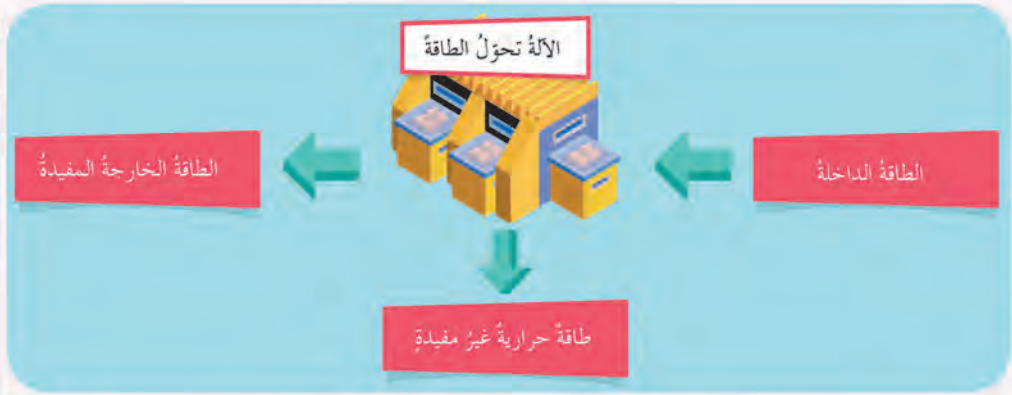 الآلةُ تحوّلُ الطاقةَ
الطاقةُ الداخلةُ
الطاقةُ الخارجةُ المفيدةُ
طاقةٌ حراريةٌ غيرُ مفيدةٍ